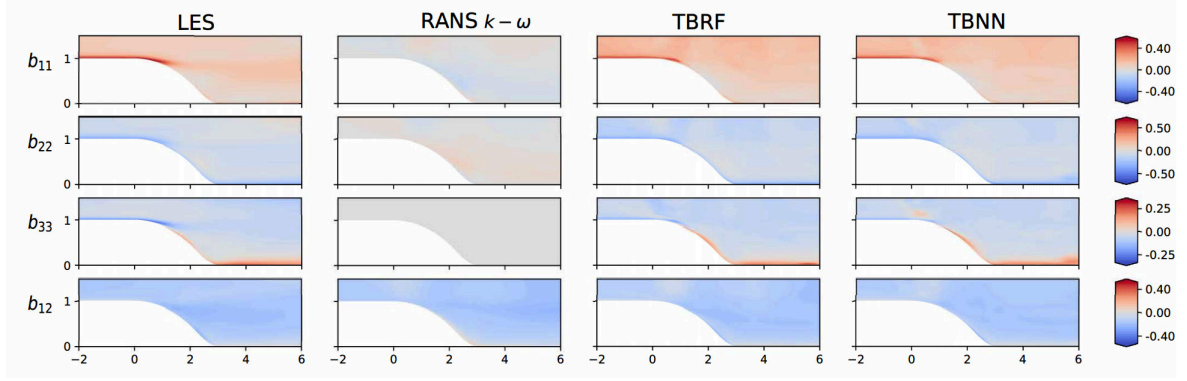 LES RANS k − ω TBRF TBNN
b11 1 0 0.40 0.00 -0.40
b22 1 0 0.50 0.00 -0.50
b33 1 0 0.25 0.00 -0.25
b12 1 0 0.40 0.00 -0.40
−2 0 2 4 6 −2 0 2 4 6 −2 0 2 4 6 −2 0 2 4 6